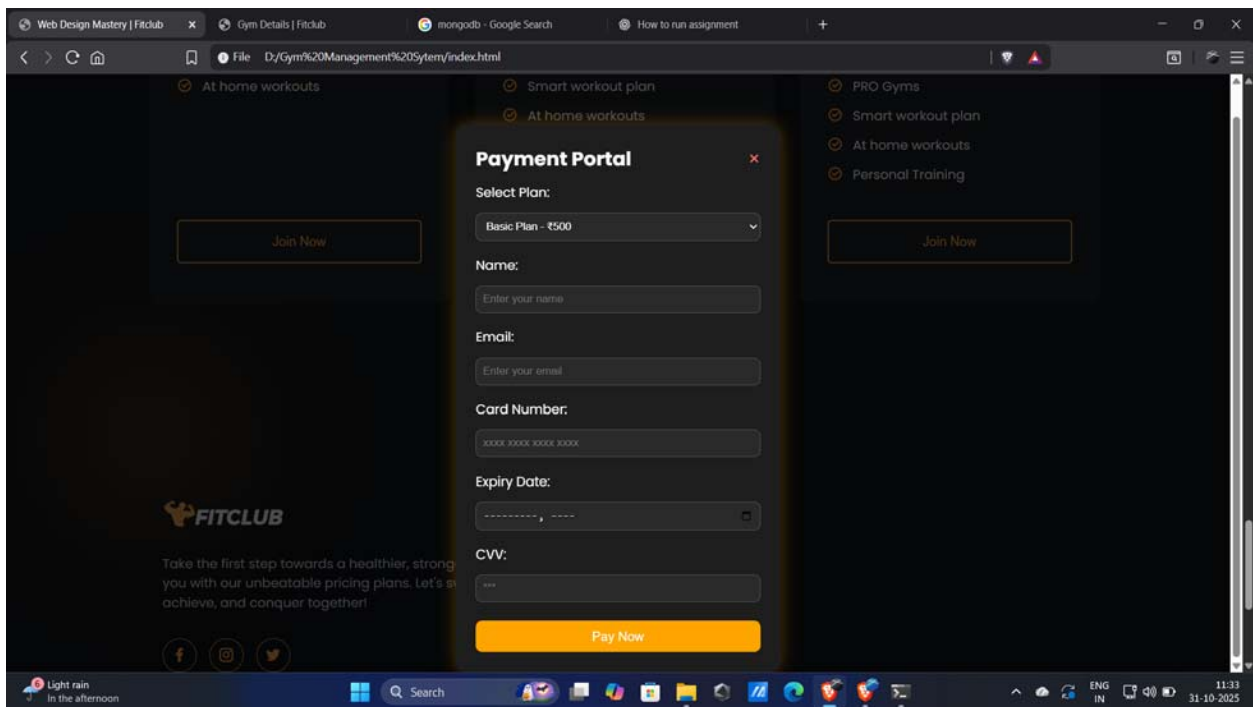 Web Design Mastery | Fitclub
Gym Details | Fitclub
mongodb - Google Search
How to run assignment
File D:/Gym%20Management%20Sytem/index.html
At home workouts
Smart workout plan
At home workouts
PRO Gyms
Smart workout plan
At home workouts
Personal Training
Join Now
Join Now
Payment Portal
Select Plan:
Basic Plan - ₹500
Name:
Enter your name
Email:
Enter your email
Card Number:
xxxx xxxx xxxx xxxx
Expiry Date:
---------, ----
CVV:
***
Pay Now
FITCLUB
Take the first step towards a healthier, strong
you with our unbeatable pricing plans. Let's s
achieve, and conquer together!
6
Light rain
In the afternoon
Search
ENG
IN
11:33
31-10-2025